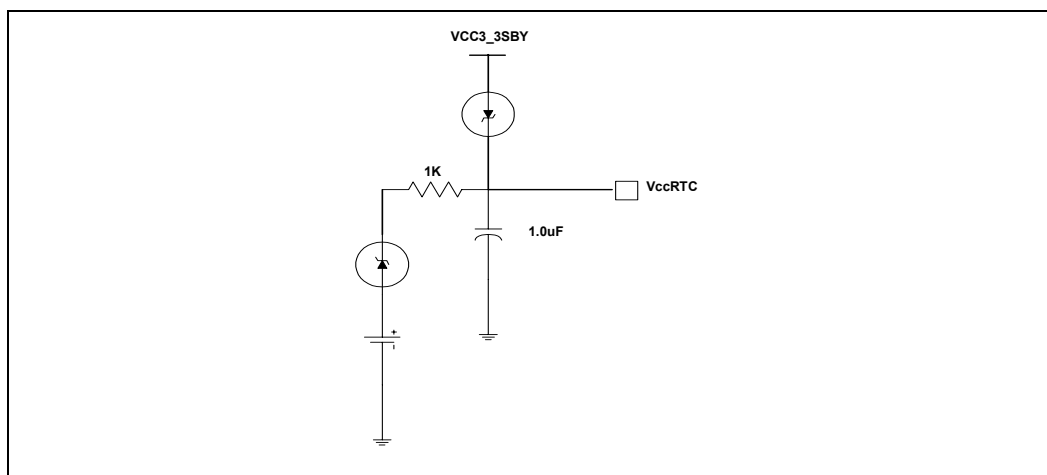 VCC3_3SBY
1K
VccRTC
1.0uF
+
-